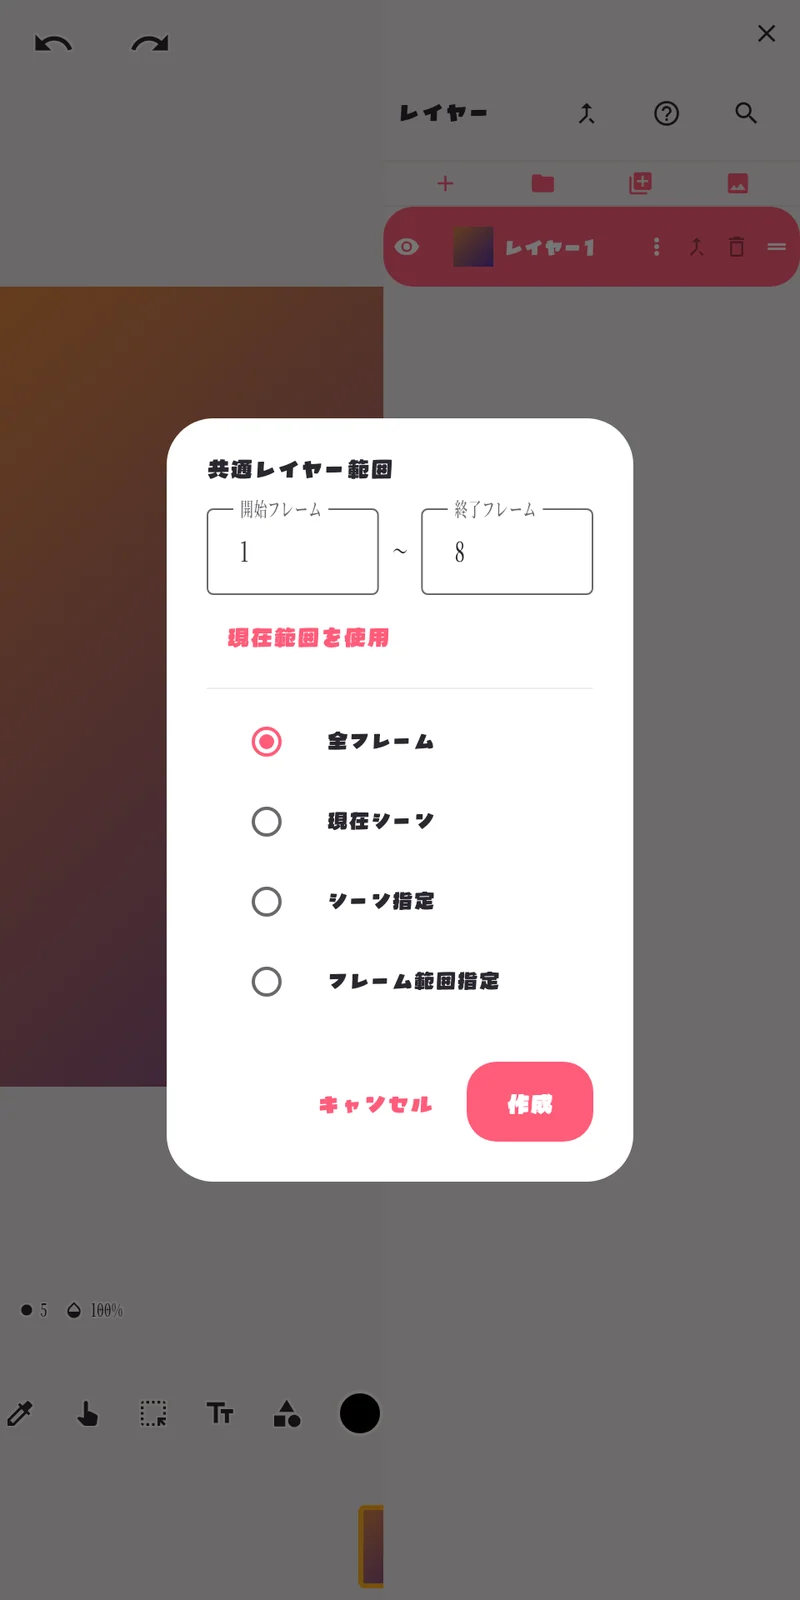 レイヤー
レイヤー1
共通レイヤー範囲
開始フレーム
終了フレーム
1 ~ 8
現在範囲を使用
全フレーム
現在シーン
シーン指定
フレーム範囲指定
キャンセル
作成
5 100%
Tт